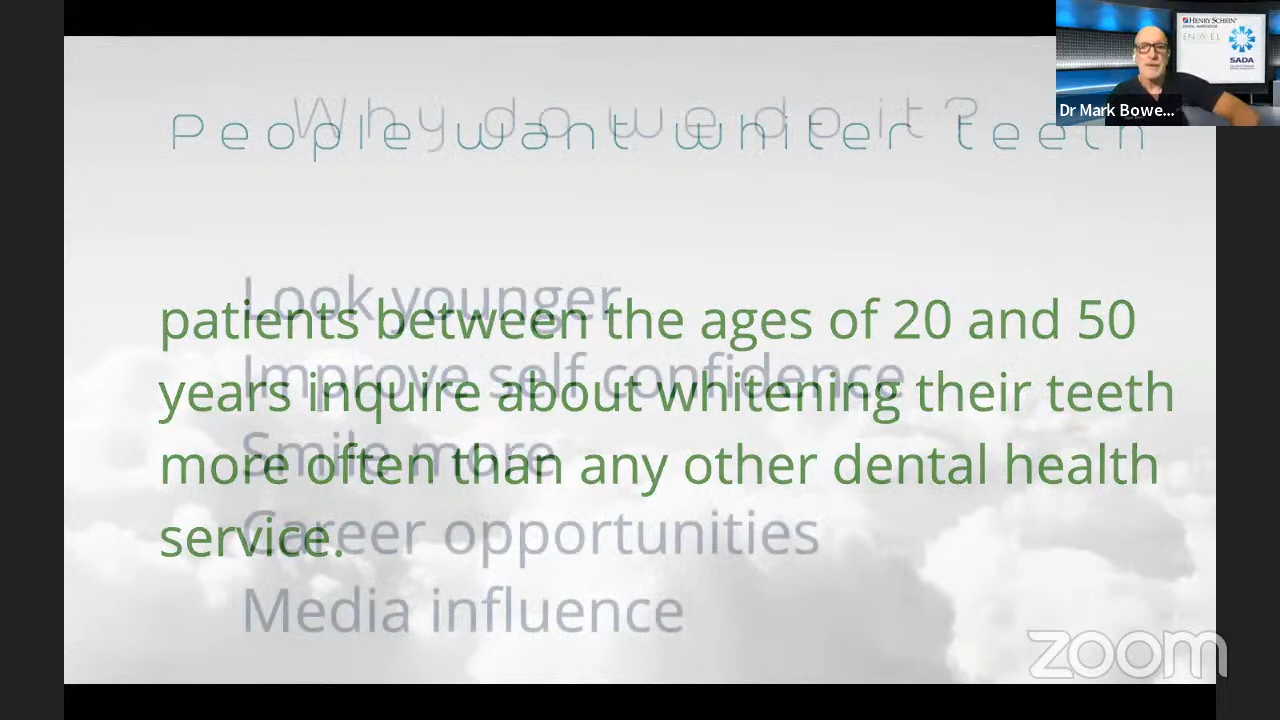 Why do we do it?
People want whiter teeth
Look younger
Improve self confidence
Smile more
Career opportunities
Media influence
patients between the ages of 20 and 50
years inquire about whitening their teeth
more often than any other dental health
service.
HENRY SCHEIN
SADA
Dr Mark Bowe...
zoom